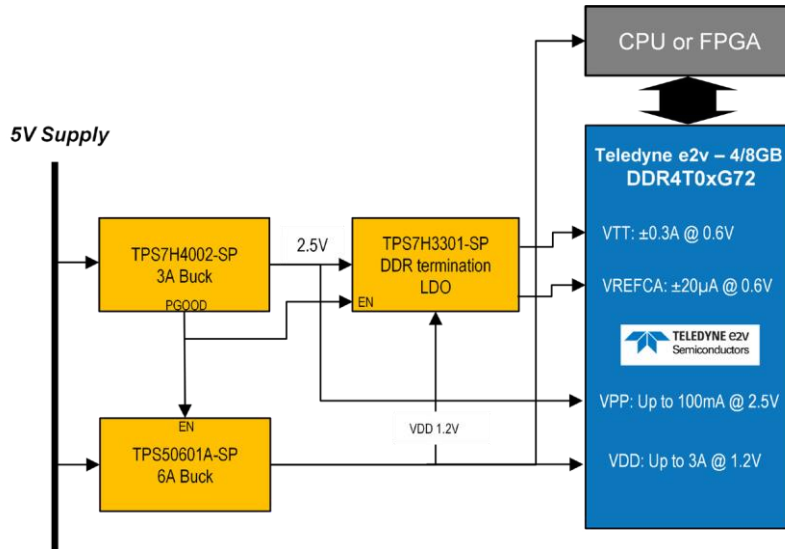 CPU or FPGA
5V Supply
Teledyne e2v – 4/8GB
DDR4T0xG72
TPS7H4002-SP
3A Buck
PGOOD
2.5V
TPS7H3301-SP
DDR termination
LDO
EN
VTT: ±0.3A @ 0.6V
VREFCA: ±20µA @ 0.6V
TELEDYNE e2v
Semiconductors
EN
TPS50601A-SP
6A Buck
VDD 1.2V
VPP: Up to 100mA @ 2.5V
VDD: Up to 3A @ 1.2V